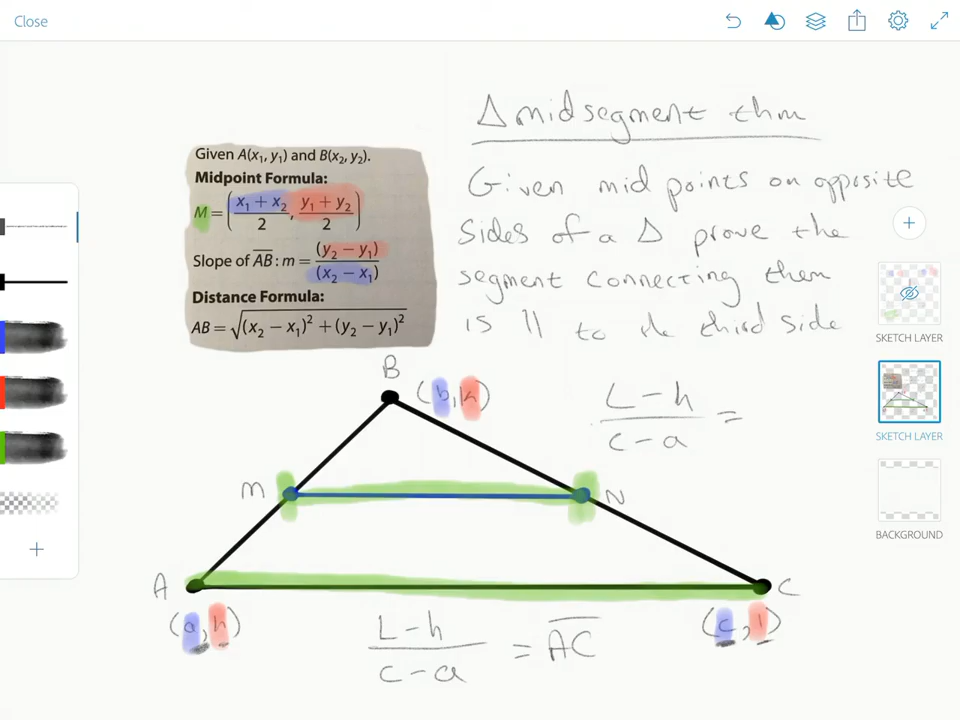 Close
Δ midsegment thm
Given A(x₁, y₁) and B(x₂, y₂).
Midpoint Formula:
M = ( x₁ + x₂ / 2 , y₁ + y₂ / 2 )
Slope of AB : m = (y₂ − y₁) / (x₂ − x₁)
Distance Formula:
AB = √(x₂ − x₁)² + (y₂ − y₁)²
Given mid points on opposite
sides of a Δ prove the
segment connecting them
is || to the third side
SKETCH LAYER
SKETCH LAYER
BACKGROUND
B
L - h / c - a =
M
N
A
C
(a, h)
L - h / c - a = AC